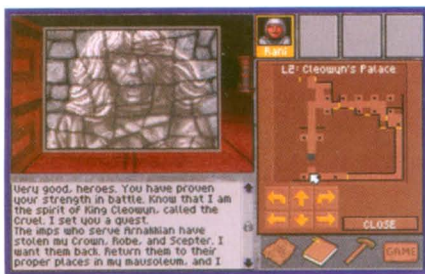 Rani
L2: Cleowyn's Palace
Very good, heroes. You have proven
your strength in battle. Know that I am
the spirit of King Cleowyn, called the
Cruel. I set you a quest.
The imps who serve Arnakkian have
stolen my Crown, Robe, and Scepter. I
want them back. Return them to their
proper places in my mausoleum, and I
CLOSE
GAME